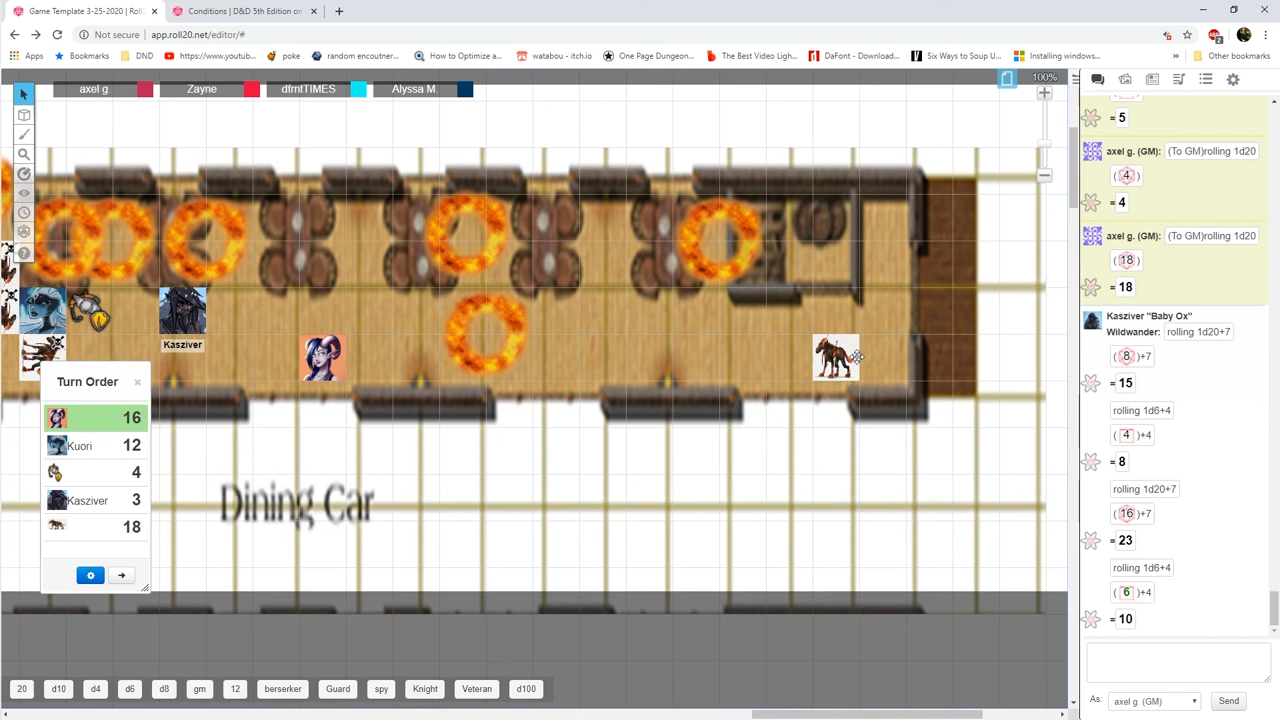 Game Template 3-25-2020 | Roll2
Conditions | D&D 5th Edition on
Not secure | app.roll20.net/editor/#
Apps
Bookmarks
DND
https://www.youtube...
poke
random encoutner...
How to Optimize a...
watabou - itch.io
One Page Dungeon...
The Best Video Ligh...
DaFont - Download...
Six Ways to Soup U...
Installing windows...
»
Other bookmarks
axel g.
Zayne
dfrntTIMES
Alyssa M.
100%
= 5
axel g. (GM): (To GM)rolling 1d20
(4)
= 4
axel g. (GM): (To GM)rolling 1d20
(18)
= 18
Kasziver "Baby Ox"
Wildwander: rolling 1d20+7
(8)+7
= 15
rolling 1d6+4
(4)+4
= 8
rolling 1d20+7
(16)+7
= 23
rolling 1d6+4
(6)+4
= 10
Kasziver
Turn Order
16
Kuori 12
4
Kasziver 3
18
Dining Car
20
d10
d4
d6
d8
gm
12
berserker
Guard
spy
Knight
Veteran
d100
As: axel g. (GM)
Send